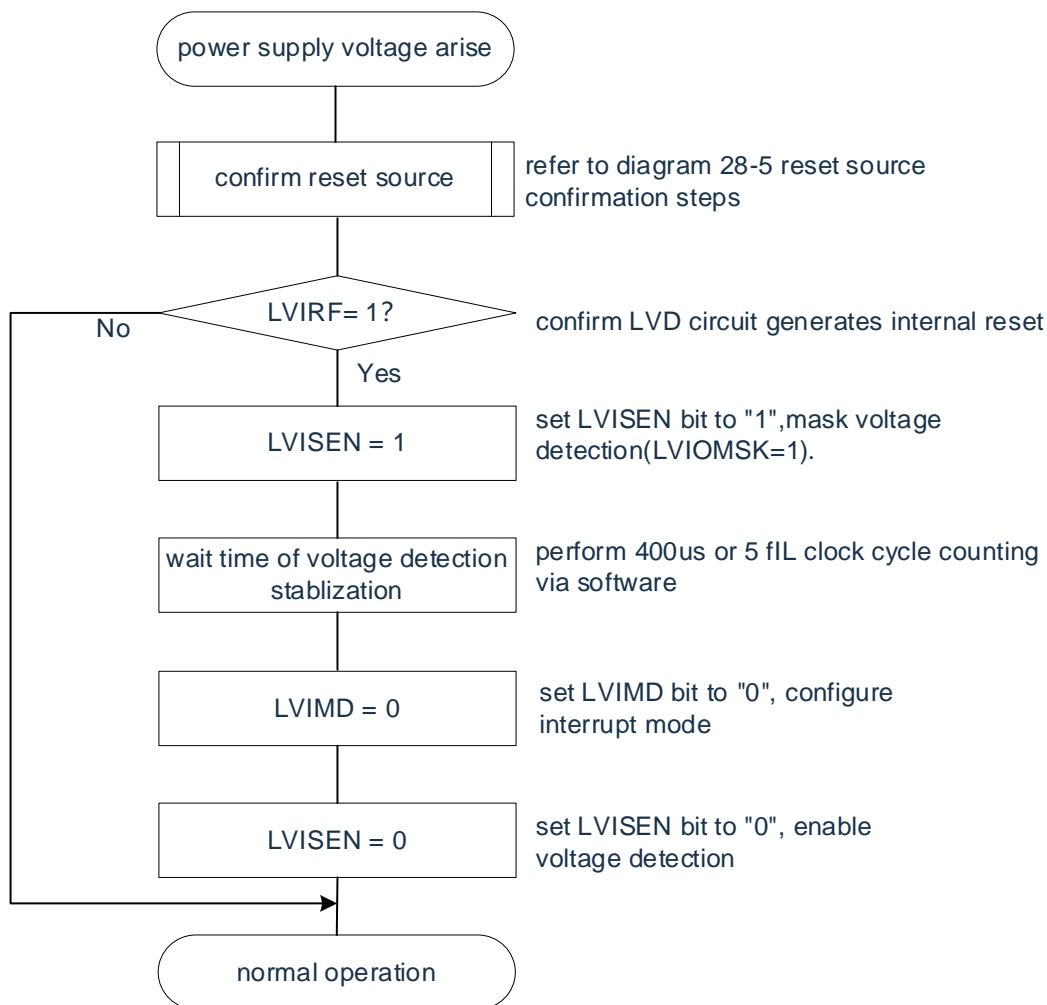 power supply voltage arise
confirm reset source
refer to diagram 28-5 reset source
confirmation steps
LVIRF= 1?
No
confirm LVD circuit generates internal reset
Yes
LVISEN = 1
set LVISEN bit to "1",mask voltage
detection(LVIOMSK=1).
wait time of voltage detection
stablization
perform 400us or 5 fIL clock cycle counting
via software
LVIMD = 0
set LVIMD bit to "0", configure
interrupt mode
LVISEN = 0
set LVISEN bit to "0", enable
voltage detection
normal operation